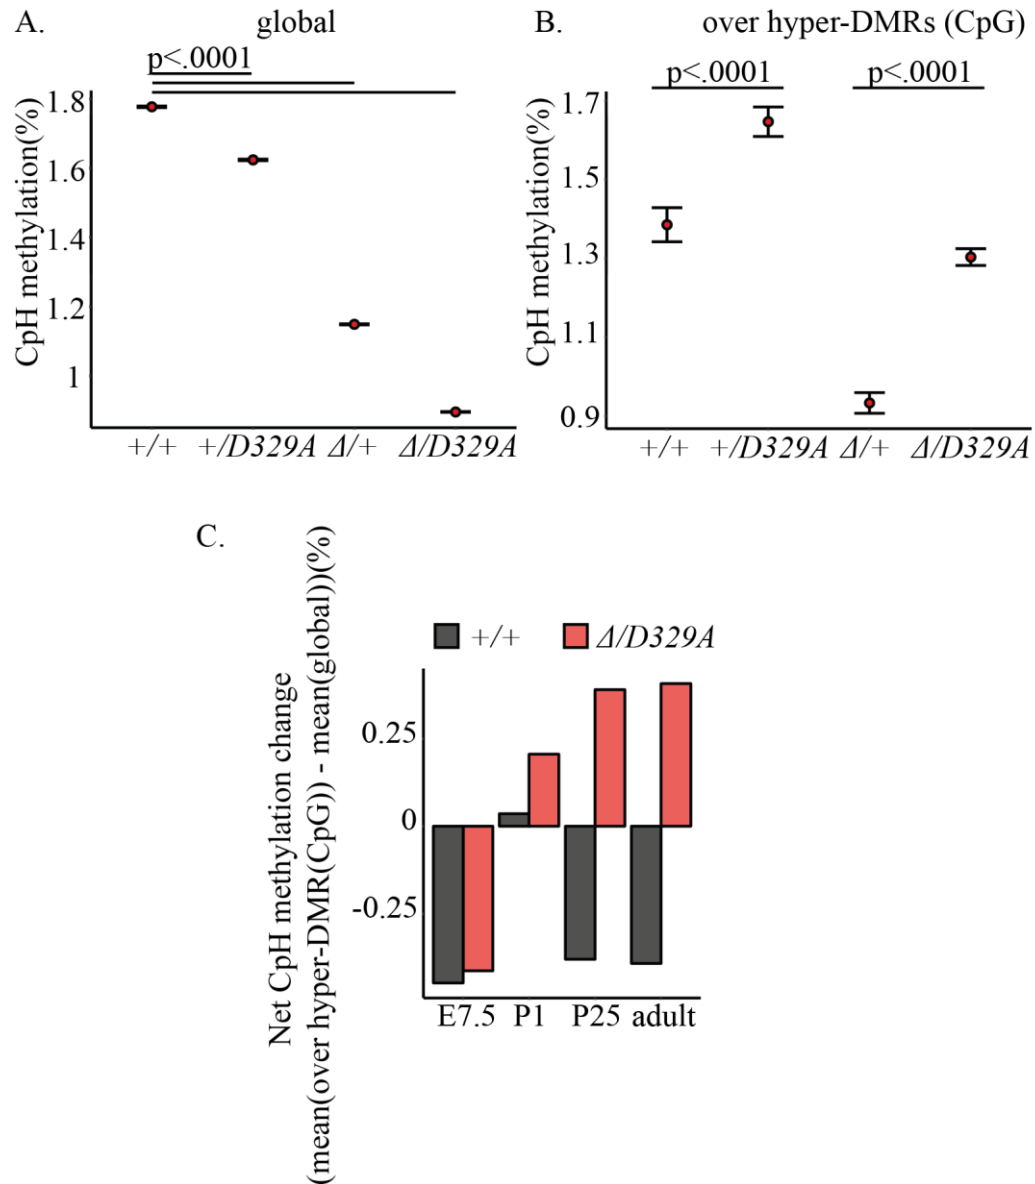 A.
global
p<.0001
CpH methylation(%)
1.8
1.6
1.4
1.2
1
+/+
+/D329A
Δ/+
Δ/D329A
B.
over hyper-DMRs (CpG)
p<.0001
p<.0001
CpH methylation(%)
1.7
1.5
1.3
1.1
0.9
+/+
+/D329A
Δ/+
Δ/D329A
C.
Net CpH methylation change
(mean(over hyper-DMR(CpG)) - mean(global))(%)
+/+
Δ/D329A
0.25
0
-0.25
E7.5
P1
P25
adult